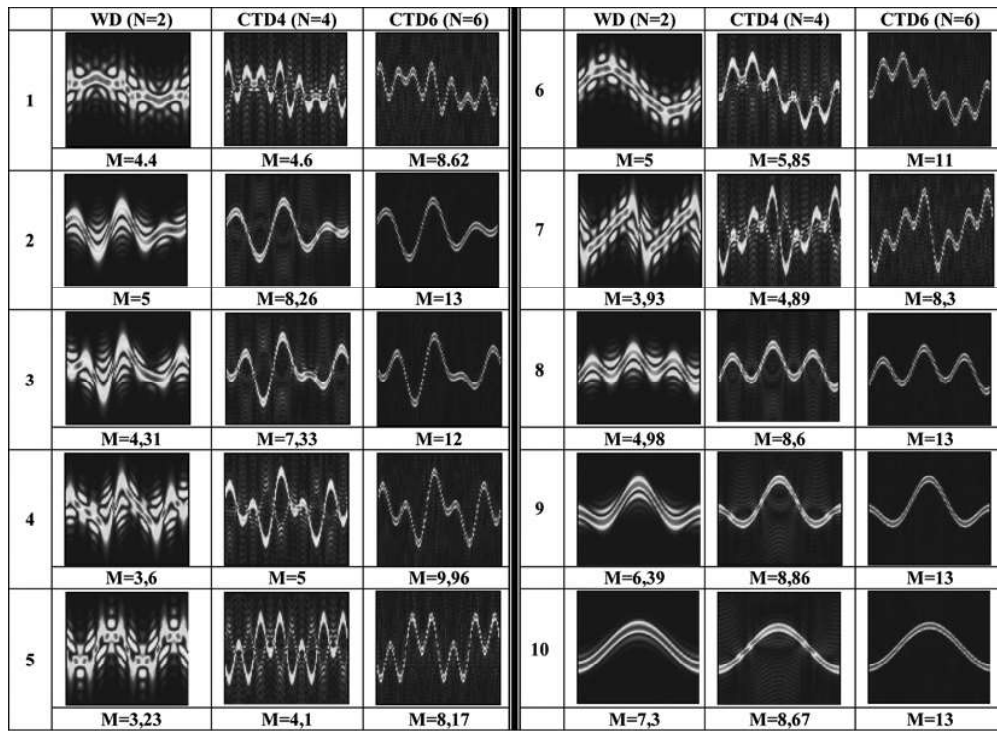 WD (N=2) CTD4 (N=4) CTD6 (N=6) WD (N=2) CTD4 (N=4) CTD6 (N=6)
1 6
M=4.4 M=4.6 M=8.62 M=5 M=5,85 M=11
2 7
M=5 M=8,26 M=13 M=3,93 M=4,89 M=8,3
3 8
M=4,31 M=7,33 M=12 M=4,98 M=8,6 M=13
4 9
M=3,6 M=5 M=9,96 M=6,39 M=8,86 M=13
5 10
M=3,23 M=4,1 M=8,17 M=7,3 M=8,67 M=13